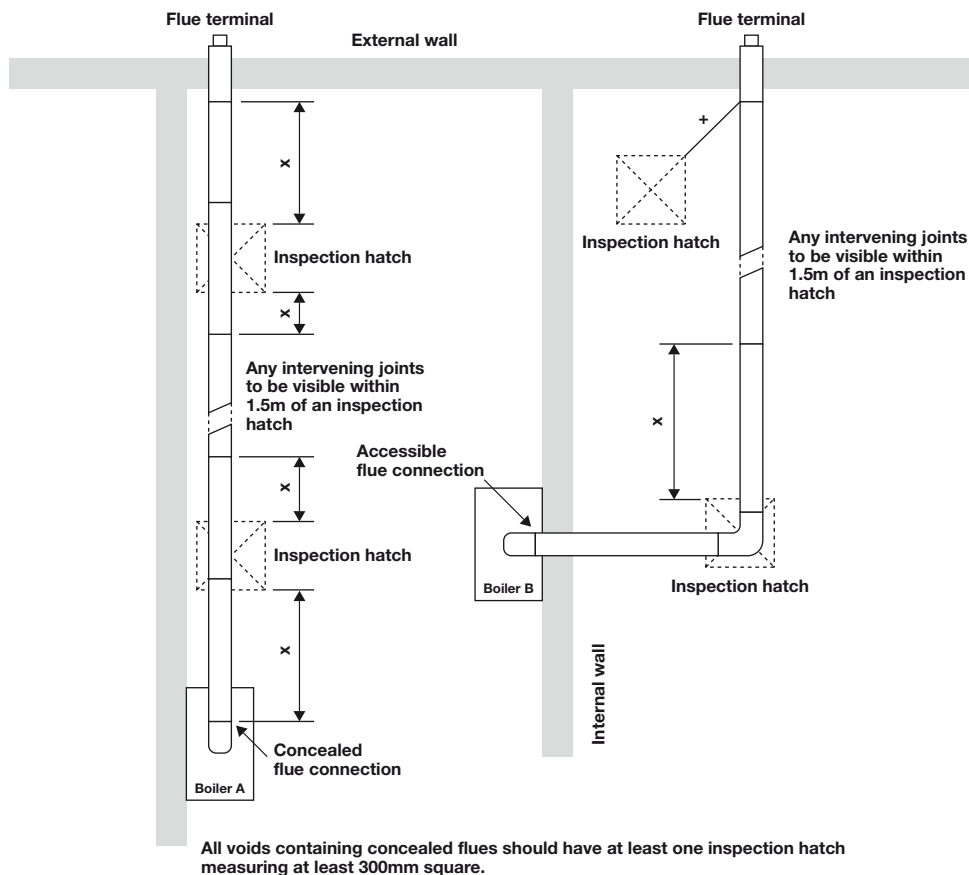 Flue terminal
Flue terminal
External wall
x
+
Inspection hatch
Inspection hatch
x
Any intervening joints
to be visible within
1.5m of an inspection
hatch
Any intervening joints
to be visible within
1.5m of an inspection
hatch
x
Accessible
flue connection
x
Inspection hatch
Boiler B
Inspection hatch
x
Internal wall
Concealed
flue connection
Boiler A
All voids containing concealed flues should have at least one inspection hatch
measuring at least 300mm square.